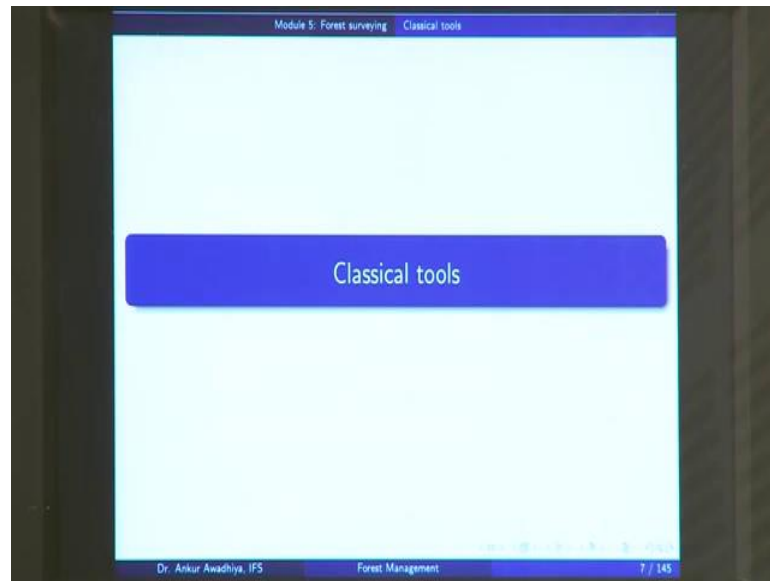 Module 5: Forest surveying Classical tools
Classical tools
Dr. Ankur Awadhiya, IFS Forest Management 7 / 145